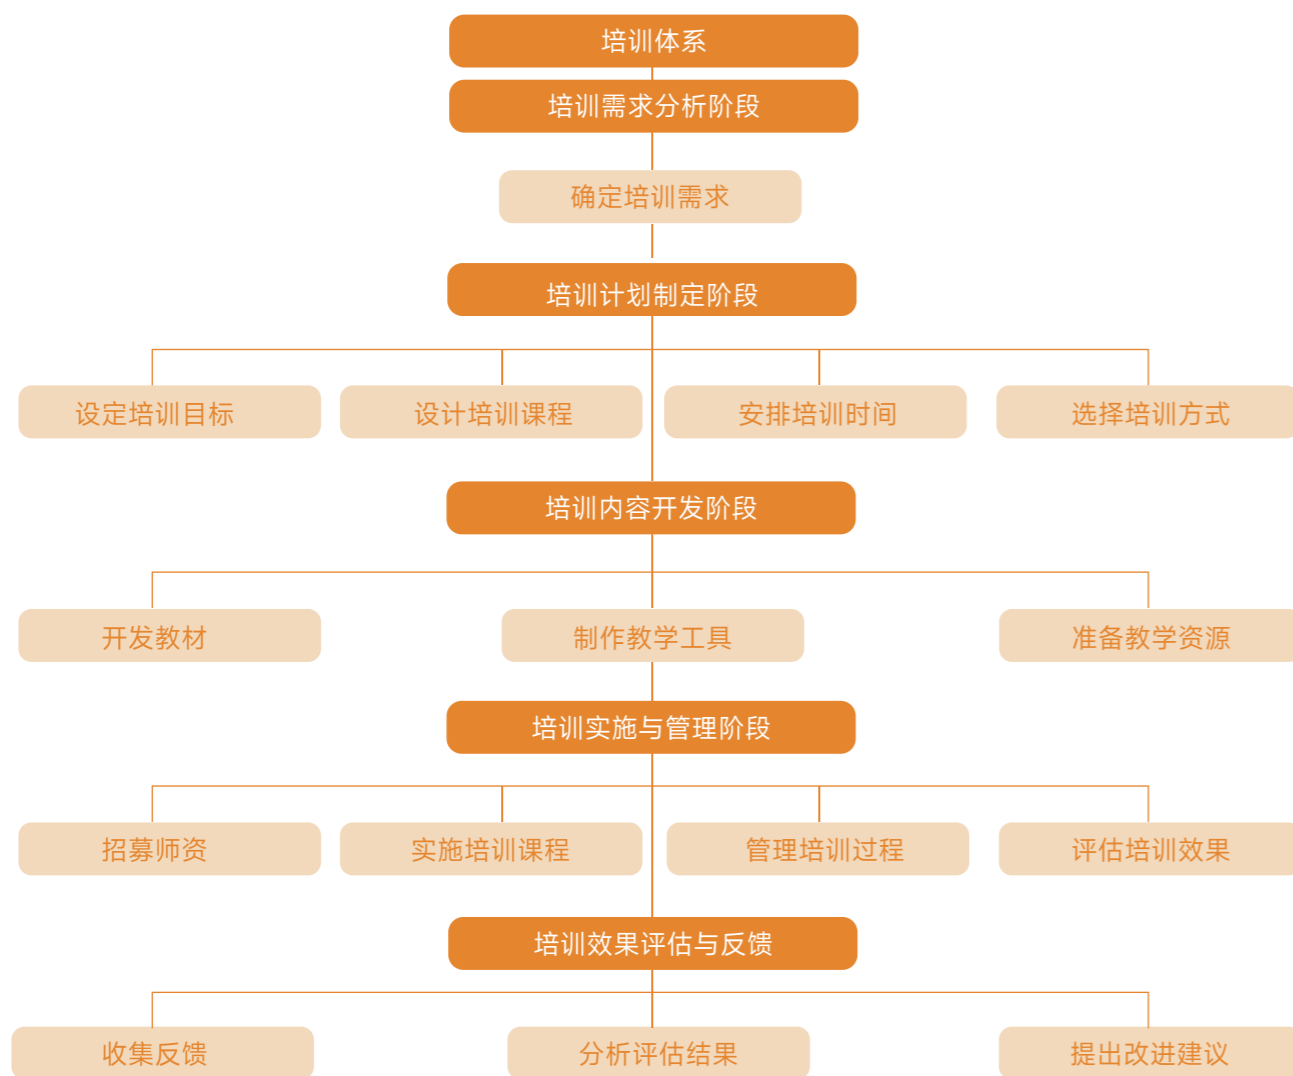 培训体系
培训需求分析阶段
确定培训需求
培训计划制定阶段
设定培训目标
设计培训课程
安排培训时间
选择培训方式
培训内容开发阶段
开发教材
制作教学工具
准备教学资源
培训实施与管理阶段
招募师资
实施培训课程
管理培训过程
评估培训效果
培训效果评估与反馈
收集反馈
分析评估结果
提出改进建议